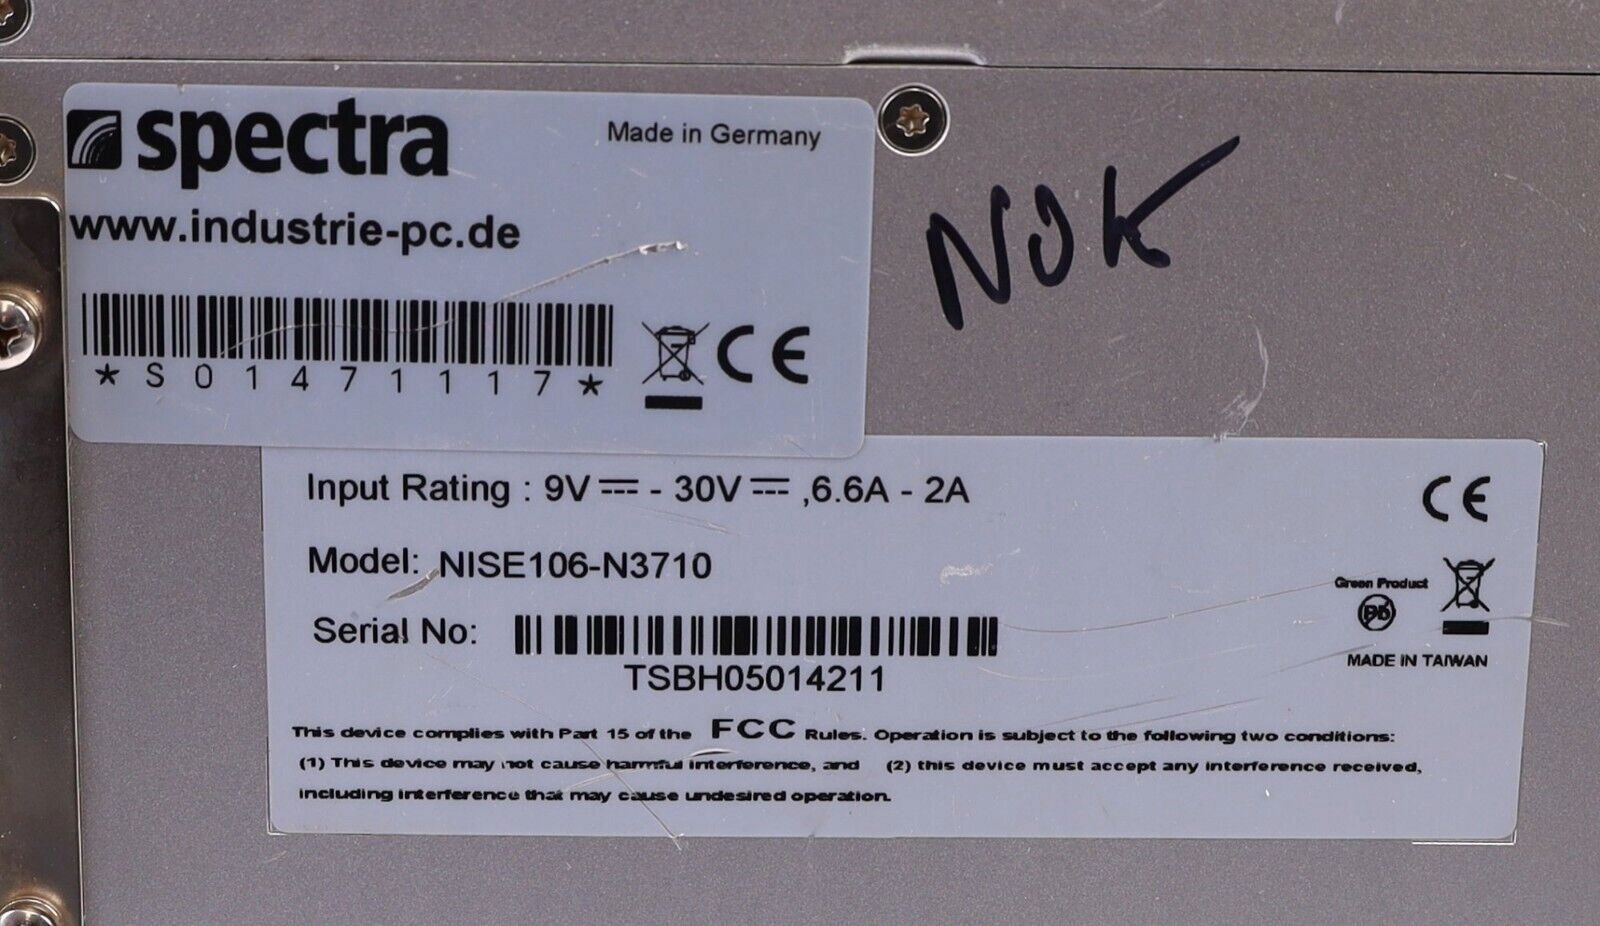 spectra
Made in Germany
www.industrie-pc.de
*S01471117*
CE
NOK
Input Rating : 9V - 30V ,6.6A - 2A
CE
Model: NISE106-N3710
Green Product
Pb
Serial No:
TSBH05014211
MADE IN TAIWAN
This device complies with Part 15 of the FCC Rules. Operation is subject to the following two conditions:
(1) This device may not cause harmful interference, and (2) this device must accept any interference received,
including interference that may cause undesired operation.